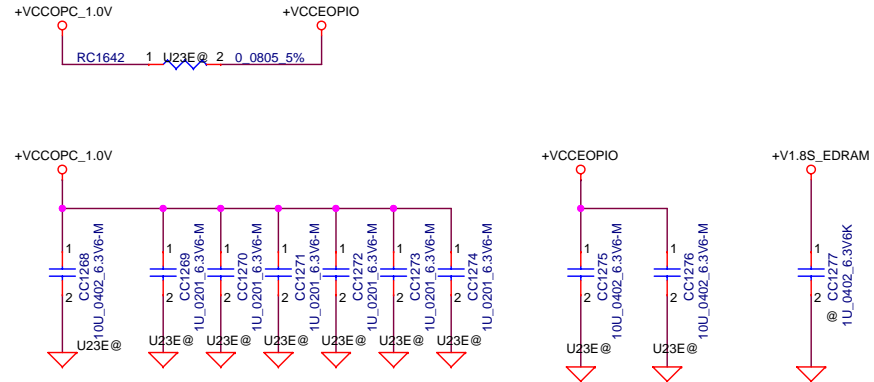 +VCCOPC_1.0V
+VCCEOPIO
RC1642 1 U23E@ 2 0_0805_5%
+VCCOPC_1.0V
+VCCEOPIO
+V1.8S_EDRAM
1
2
CC1268
10U_0402_6.3V6-M
U23E@
1
2
CC1269
1U_0201_6.3V6-M
U23E@
1
2
CC1270
1U_0201_6.3V6-M
U23E@
1
2
CC1271
1U_0201_6.3V6-M
U23E@
1
2
CC1272
1U_0201_6.3V6-M
U23E@
1
2
CC1273
1U_0201_6.3V6-M
U23E@
1
2
CC1274
1U_0201_6.3V6-M
U23E@
1
2
CC1275
10U_0402_6.3V6-M
U23E@
1
2
CC1276
10U_0402_6.3V6-M
U23E@
1
2
CC1277
1U_0402_6.3V6K
@